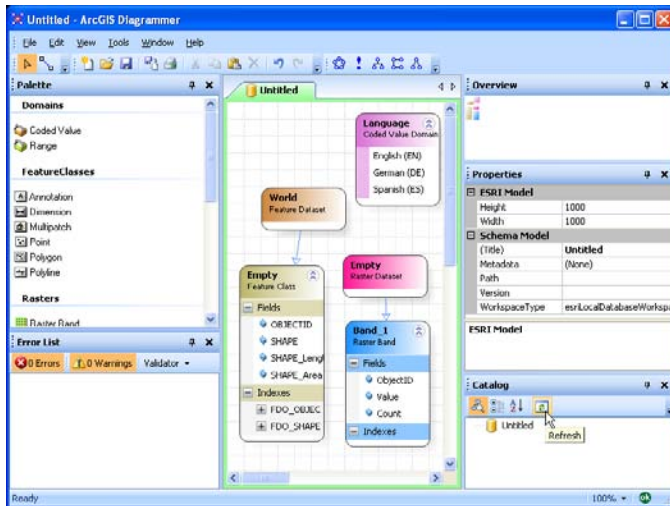 Untitled - ArcGIS Diagrammer
File Edit View Tools Window Help
Palette
Domains
Coded Value
Range
FeatureClasses
Annotation
Dimension
Multipatch
Point
Polygon
Polyline
Rasters
Raster Band
Error List
0 Errors 0 Warnings Validator
Untitled
Language
Coded Value Domain
English (EN)
German (DE)
Spanish (ES)
World
Feature Dataset
Empty
Feature Class
Fields
OBJECTID
SHAPE
SHAPE_Leng
SHAPE_Area
Indexes
FDO_OBJEC
FDO_SHAPE
Empty
Raster Dataset
Band_1
Raster Band
Fields
ObjectID
Value
Count
Indexes
Overview
Properties
ESRI Model
Height 1000
Width 1000
Schema Model
(Title) Untitled
Metadata (None)
Path
Version
WorkspaceType esriLocalDatabaseWorkspa
ESRI Model
Catalog
Untitled
Refresh
Ready
100%